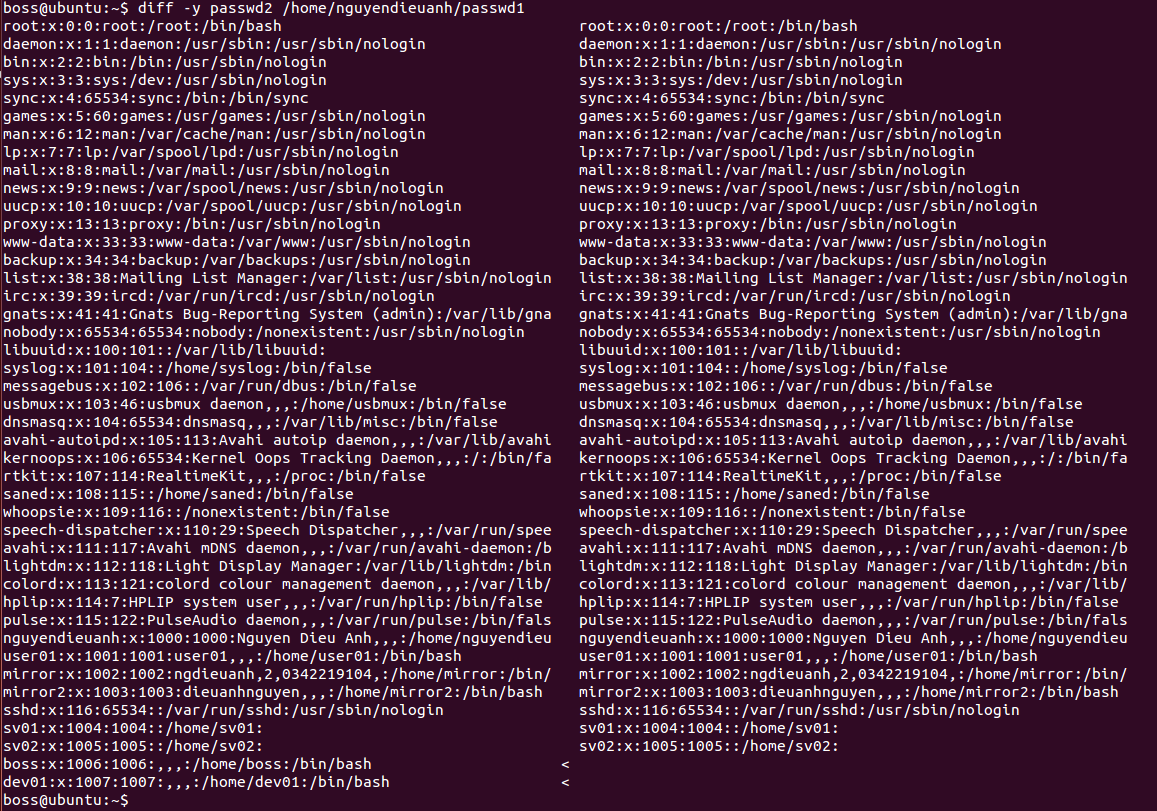 boss@ubuntu:~$ diff -y passwd2 /home/nguyendieuanh/passwd1
root:x:0:0:root:/root:/bin/bash root:x:0:0:root:/root:/bin/bash
daemon:x:1:1:daemon:/usr/sbin:/usr/sbin/nologin daemon:x:1:1:daemon:/usr/sbin:/usr/sbin/nologin
bin:x:2:2:bin:/bin:/usr/sbin/nologin bin:x:2:2:bin:/bin:/usr/sbin/nologin
sys:x:3:3:sys:/dev:/usr/sbin/nologin sys:x:3:3:sys:/dev:/usr/sbin/nologin
sync:x:4:65534:sync:/bin:/bin/sync sync:x:4:65534:sync:/bin:/bin/sync
games:x:5:60:games:/usr/games:/usr/sbin/nologin games:x:5:60:games:/usr/games:/usr/sbin/nologin
man:x:6:12:man:/var/cache/man:/usr/sbin/nologin man:x:6:12:man:/var/cache/man:/usr/sbin/nologin
lp:x:7:7:lp:/var/spool/lpd:/usr/sbin/nologin lp:x:7:7:lp:/var/spool/lpd:/usr/sbin/nologin
mail:x:8:8:mail:/var/mail:/usr/sbin/nologin mail:x:8:8:mail:/var/mail:/usr/sbin/nologin
news:x:9:9:news:/var/spool/news:/usr/sbin/nologin news:x:9:9:news:/var/spool/news:/usr/sbin/nologin
uucp:x:10:10:uucp:/var/spool/uucp:/usr/sbin/nologin uucp:x:10:10:uucp:/var/spool/uucp:/usr/sbin/nologin
proxy:x:13:13:proxy:/bin:/usr/sbin/nologin proxy:x:13:13:proxy:/bin:/usr/sbin/nologin
www-data:x:33:33:www-data:/var/www:/usr/sbin/nologin www-data:x:33:33:www-data:/var/www:/usr/sbin/nologin
backup:x:34:34:backup:/var/backups:/usr/sbin/nologin backup:x:34:34:backup:/var/backups:/usr/sbin/nologin
list:x:38:38:Mailing List Manager:/var/list:/usr/sbin/nologin list:x:38:38:Mailing List Manager:/var/list:/usr/sbin/nologin
irc:x:39:39:ircd:/var/run/ircd:/usr/sbin/nologin irc:x:39:39:ircd:/var/run/ircd:/usr/sbin/nologin
gnats:x:41:41:Gnats Bug-Reporting System (admin):/var/lib/gna gnats:x:41:41:Gnats Bug-Reporting System (admin):/var/lib/gna
nobody:x:65534:65534:nobody:/nonexistent:/usr/sbin/nologin nobody:x:65534:65534:nobody:/nonexistent:/usr/sbin/nologin
libuuid:x:100:101::/var/lib/libuuid: libuuid:x:100:101::/var/lib/libuuid:
syslog:x:101:104::/home/syslog:/bin/false syslog:x:101:104::/home/syslog:/bin/false
messagebus:x:102:106::/var/run/dbus:/bin/false messagebus:x:102:106::/var/run/dbus:/bin/false
usbmux:x:103:46:usbmux daemon,,,:/home/usbmux:/bin/false usbmux:x:103:46:usbmux daemon,,,:/home/usbmux:/bin/false
dnsmasq:x:104:65534:dnsmasq,,,:/var/lib/misc:/bin/false dnsmasq:x:104:65534:dnsmasq,,,:/var/lib/misc:/bin/false
avahi-autoipd:x:105:113:Avahi autoip daemon,,,:/var/lib/avahi avahi-autoipd:x:105:113:Avahi autoip daemon,,,:/var/lib/avahi
kernoops:x:106:65534:Kernel Oops Tracking Daemon,,,:/:/bin/fa kernoops:x:106:65534:Kernel Oops Tracking Daemon,,,:/:/bin/fa
rtkit:x:107:114:RealtimeKit,,,:/proc:/bin/false rtkit:x:107:114:RealtimeKit,,,:/proc:/bin/false
saned:x:108:115::/home/saned:/bin/false saned:x:108:115::/home/saned:/bin/false
whoopsie:x:109:116::/nonexistent:/bin/false whoopsie:x:109:116::/nonexistent:/bin/false
speech-dispatcher:x:110:29:Speech Dispatcher,,,:/var/run/spee speech-dispatcher:x:110:29:Speech Dispatcher,,,:/var/run/spee
avahi:x:111:117:Avahi mDNS daemon,,,:/var/run/avahi-daemon:/b avahi:x:111:117:Avahi mDNS daemon,,,:/var/run/avahi-daemon:/b
lightdm:x:112:118:Light Display Manager:/var/lib/lightdm:/bin lightdm:x:112:118:Light Display Manager:/var/lib/lightdm:/bin
colord:x:113:121:colord colour management daemon,,,:/var/lib/ colord:x:113:121:colord colour management daemon,,,:/var/lib/
hplip:x:114:7:HPLIP system user,,,:/var/run/hplip:/bin/false hplip:x:114:7:HPLIP system user,,,:/var/run/hplip:/bin/false
pulse:x:115:122:PulseAudio daemon,,,:/var/run/pulse:/bin/fals pulse:x:115:122:PulseAudio daemon,,,:/var/run/pulse:/bin/fals
nguyendieuanh:x:1000:1000:Nguyen Dieu Anh,,,:/home/nguyendieu nguyendieuanh:x:1000:1000:Nguyen Dieu Anh,,,:/home/nguyendieu
user01:x:1001:1001:user01,,,:/home/user01:/bin/bash user01:x:1001:1001:user01,,,:/home/user01:/bin/bash
mirror:x:1002:1002:ngdieuanh,2,0342219104,:/home/mirror:/bin/ mirror:x:1002:1002:ngdieuanh,2,0342219104,:/home/mirror:/bin/
mirror2:x:1003:1003:dieuanhnguyen,,,:/home/mirror2:/bin/bash mirror2:x:1003:1003:dieuanhnguyen,,,:/home/mirror2:/bin/bash
sshd:x:116:65534::/var/run/sshd:/usr/sbin/nologin sshd:x:116:65534::/var/run/sshd:/usr/sbin/nologin
sv01:x:1004:1004::/home/sv01: sv01:x:1004:1004::/home/sv01:
sv02:x:1005:1005::/home/sv02: sv02:x:1005:1005::/home/sv02:
boss:x:1006:1006:,,,:/home/boss:/bin/bash <
dev01:x:1007:1007:,,,:/home/dev01:/bin/bash <
boss@ubuntu:~$